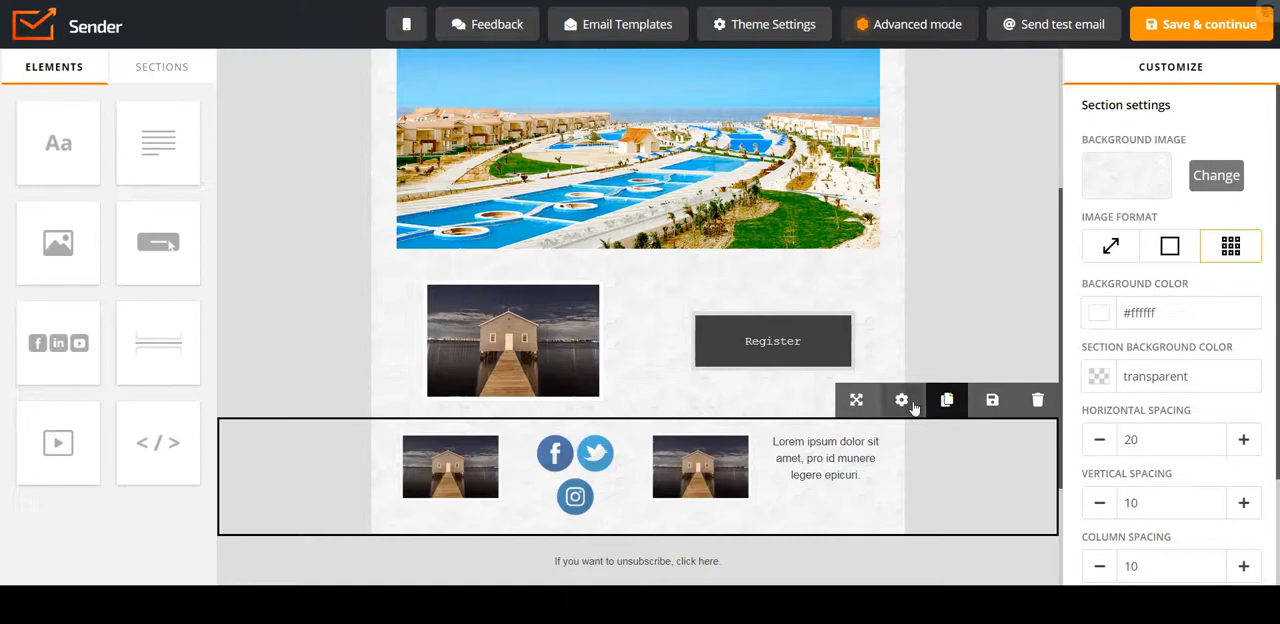 Sender
Feedback
Email Templates
Theme Settings
Advanced mode
@ Send test email
Save & continue
ELEMENTS
SECTIONS
CUSTOMIZE
Aa
</>
Section settings
BACKGROUND IMAGE
Change
IMAGE FORMAT
BACKGROUND COLOR
#ffffff
SECTION BACKGROUND COLOR
transparent
HORIZONTAL SPACING
20
VERTICAL SPACING
10
COLUMN SPACING
10
Register
Lorem ipsum dolor sit
amet, pro id munere
legere epicuri.
If you want to unsubscribe, click here.